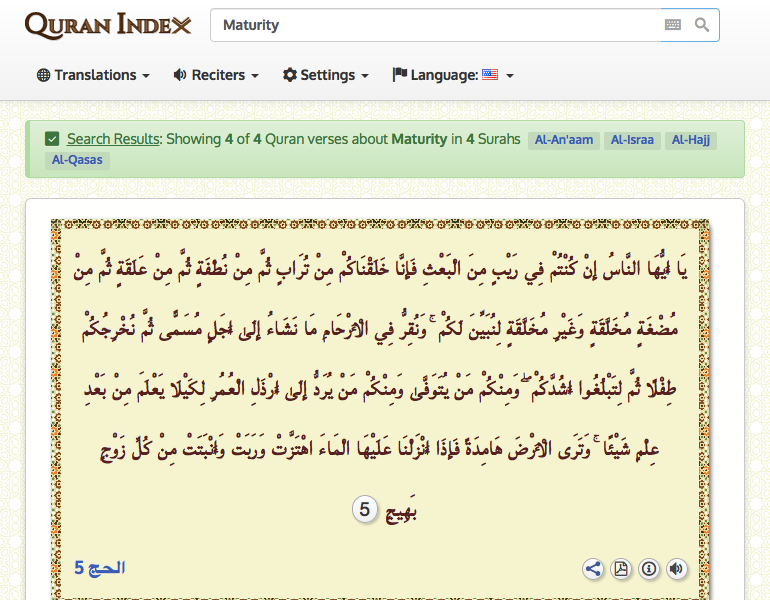 Quran Index
Maturity
Translations Reciters Settings Language:
Search Results: Showing 4 of 4 Quran verses about Maturity in 4 Surahs Al-An'aam Al-Israa Al-Hajj
Al-Qasas
يَا أَيُّهَا النَّاسُ إِنْ كُنْتُمْ فِي رَيْبٍ مِنَ الْبَعْثِ فَإِنَّا خَلَقْنَاكُمْ مِنْ تُرَابٍ ثُمَّ مِنْ نُطْفَةٍ ثُمَّ مِنْ عَلَقَةٍ ثُمَّ مِنْ
مُضْغَةٍ مُخَلَّقَةٍ وَغَيْرِ مُخَلَّقَةٍ لِنُبَيِّنَ لَكُمْ ۚ وَنُقِرُّ فِي الْأَرْحَامِ مَا نَشَاءُ إِلَىٰ أَجَلٍ مُسَمًّى ثُمَّ نُخْرِجُكُمْ
طِفْلًا ثُمَّ لِتَبْلُغُوا أَشُدَّكُمْ ۖ وَمِنْكُمْ مَنْ يُتَوَفَّىٰ وَمِنْكُمْ مَنْ يُرَدُّ إِلَىٰ أَرْذَلِ الْعُمُرِ لِكَيْلَا يَعْلَمَ مِنْ بَعْدِ
عِلْمٍ شَيْئًا ۚ وَتَرَى الْأَرْضَ هَامِدَةً فَإِذَا أَنْزَلْنَا عَلَيْهَا الْمَاءَ اهْتَزَّتْ وَرَبَتْ وَأَنْبَتَتْ مِنْ كُلِّ زَوْجٍ
بَهِيجٍ 5
الحج 5